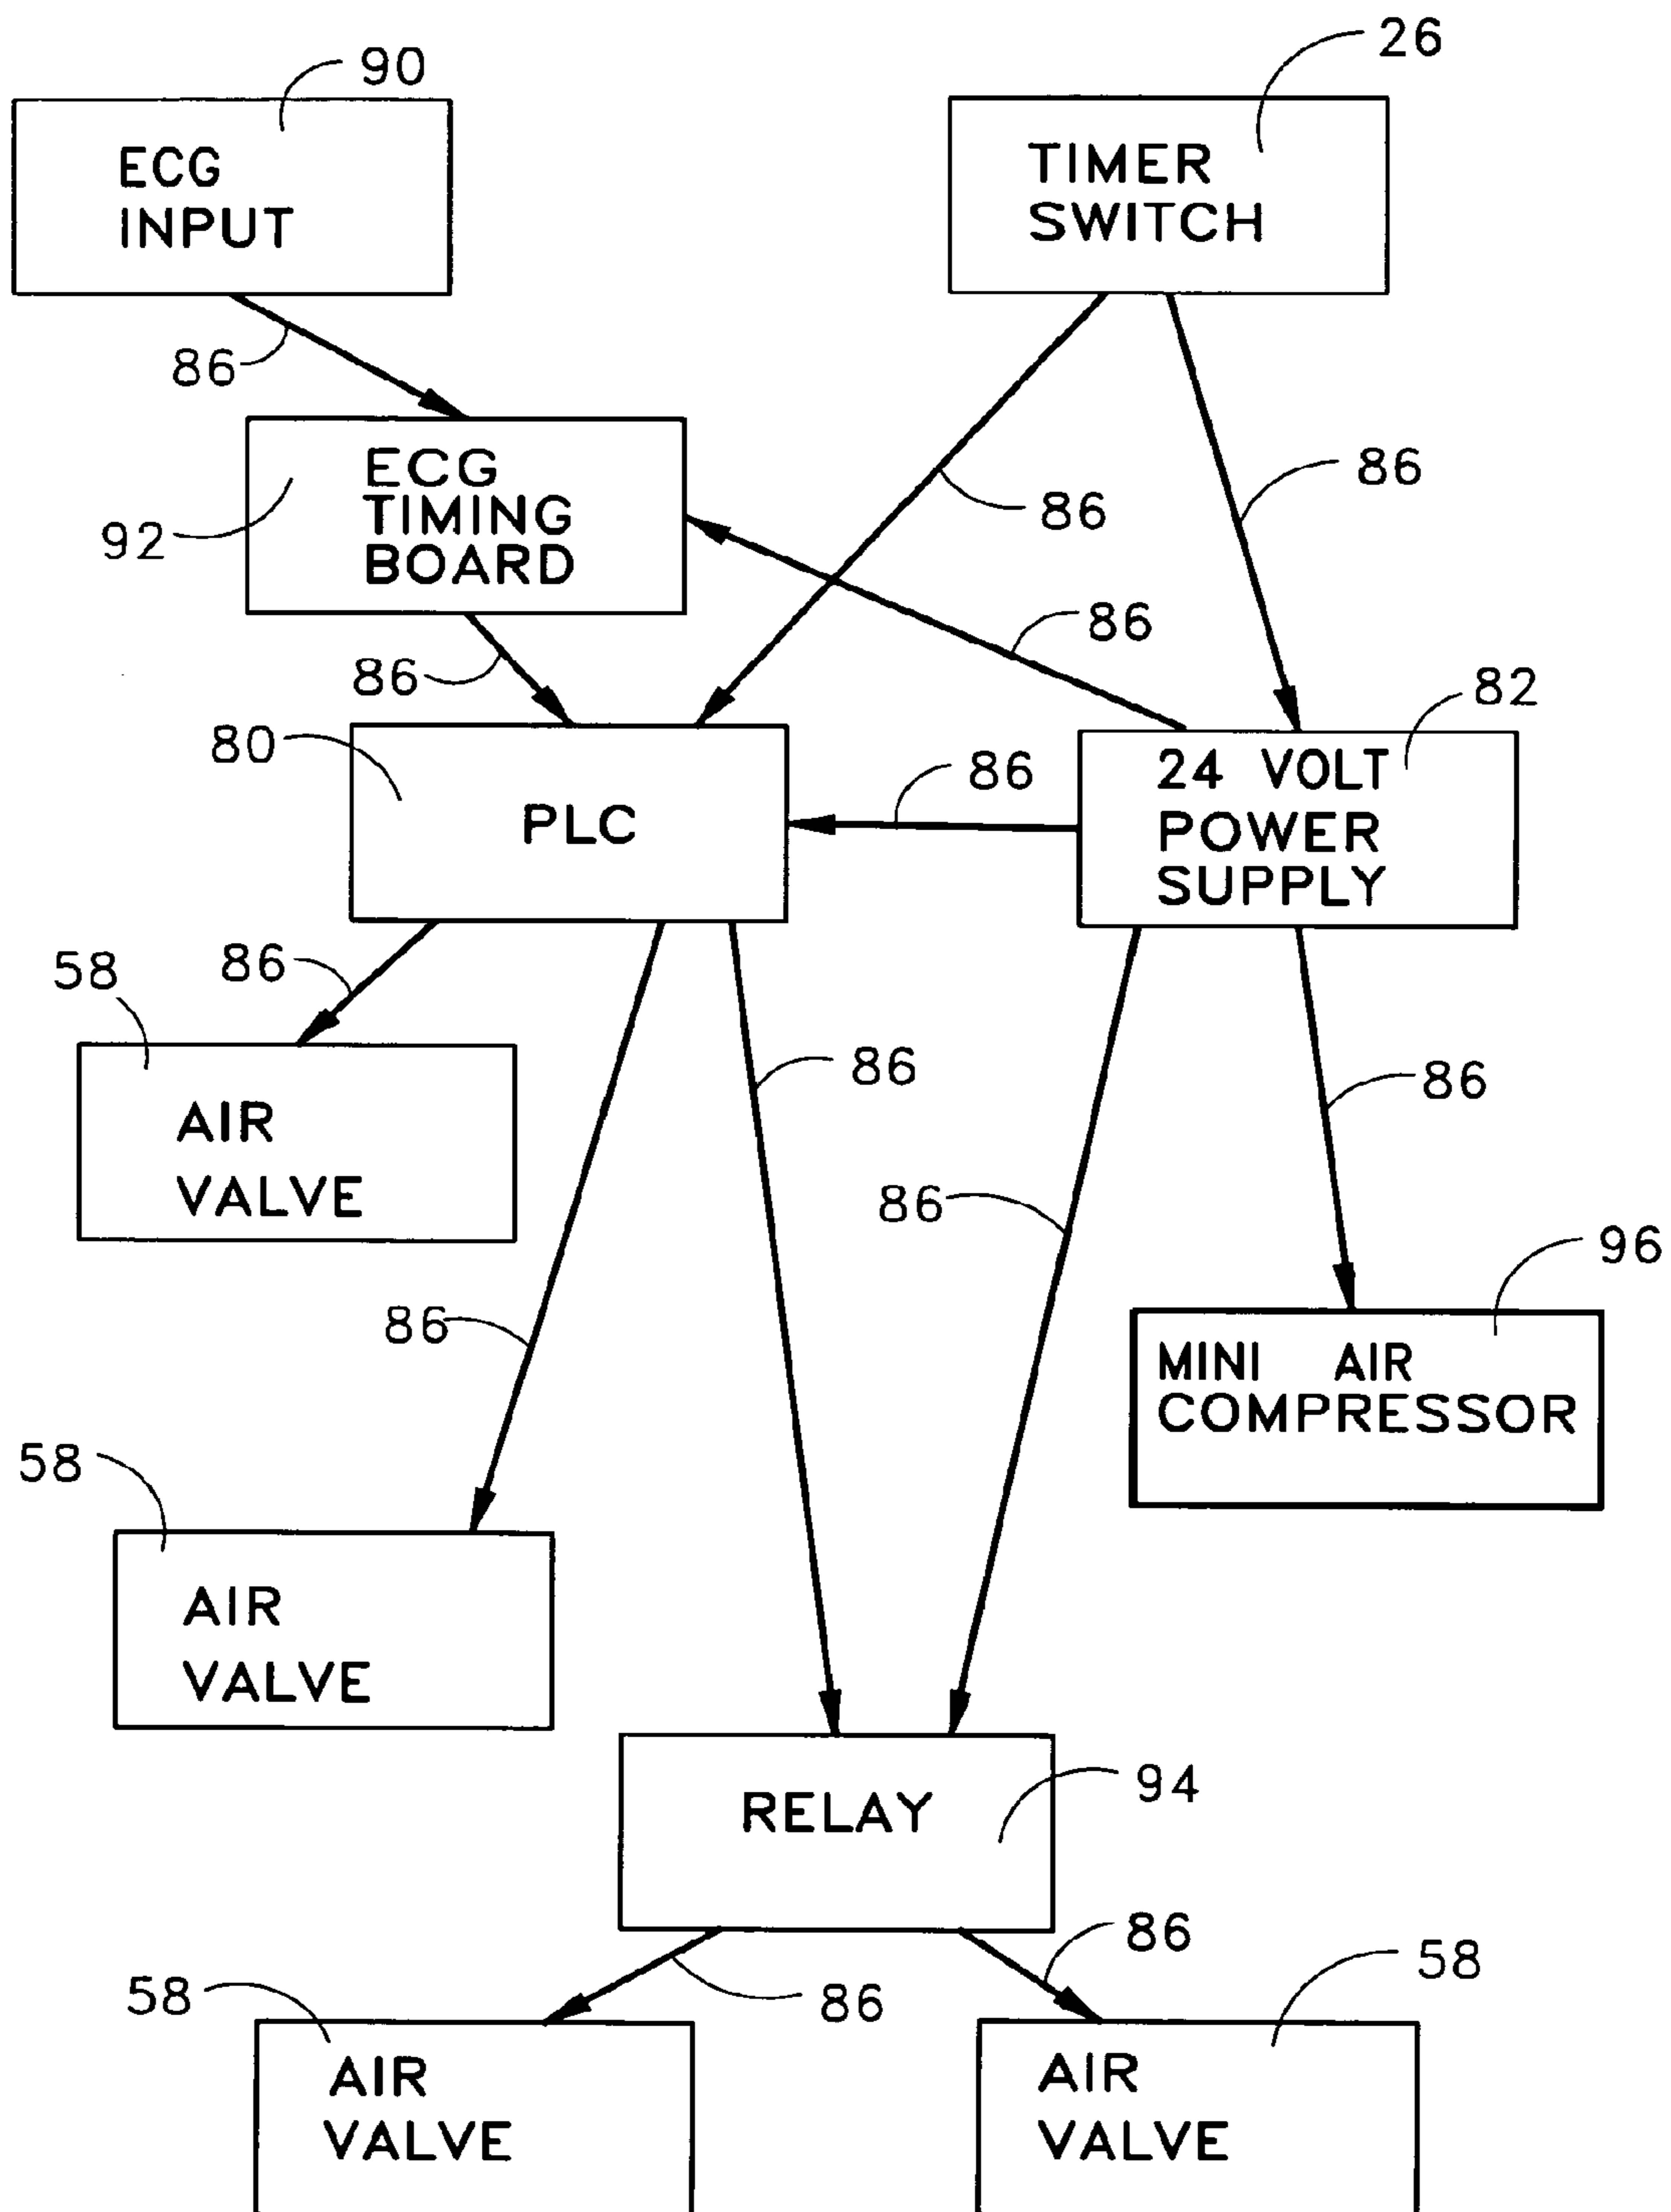 26
90
ECG
INPUT
TIMER
SWITCH
86
ECG
TIMING
BOARD
92
86
86
86
86
82
80
PLC
86
24 VOLT
POWER
SUPPLY
58
86
AIR
VALVE
86
86
86
96
86
MINI AIR
COMPRESSOR
58
AIR
VALVE
RELAY
94
86
58
86
58
AIR
VALVE
AIR
VALVE